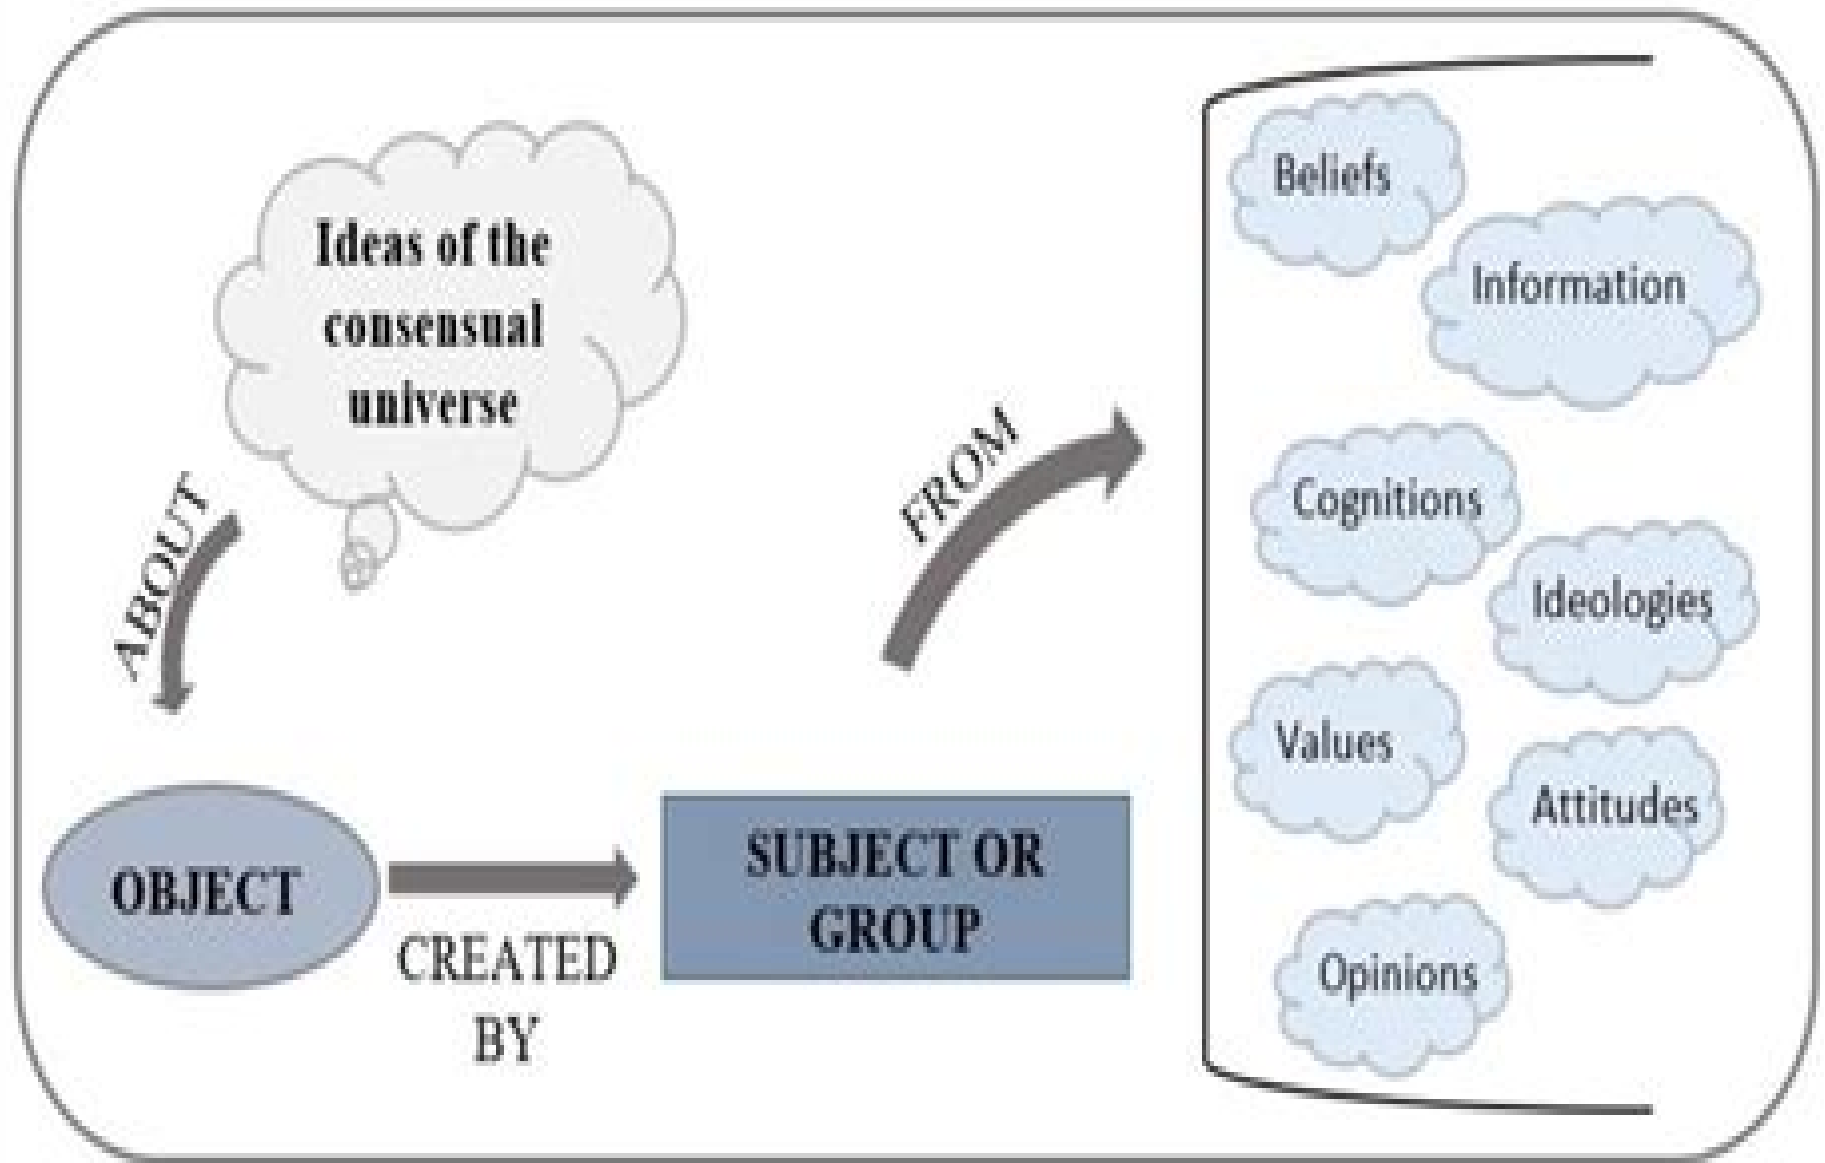 Ideas of the
consensual
universe
ABOUT
OBJECT
CREATED
BY
SUBJECT OR
GROUP
FROM
Beliefs
Information
Cognitions
Ideologies
Values
Attitudes
Opinions